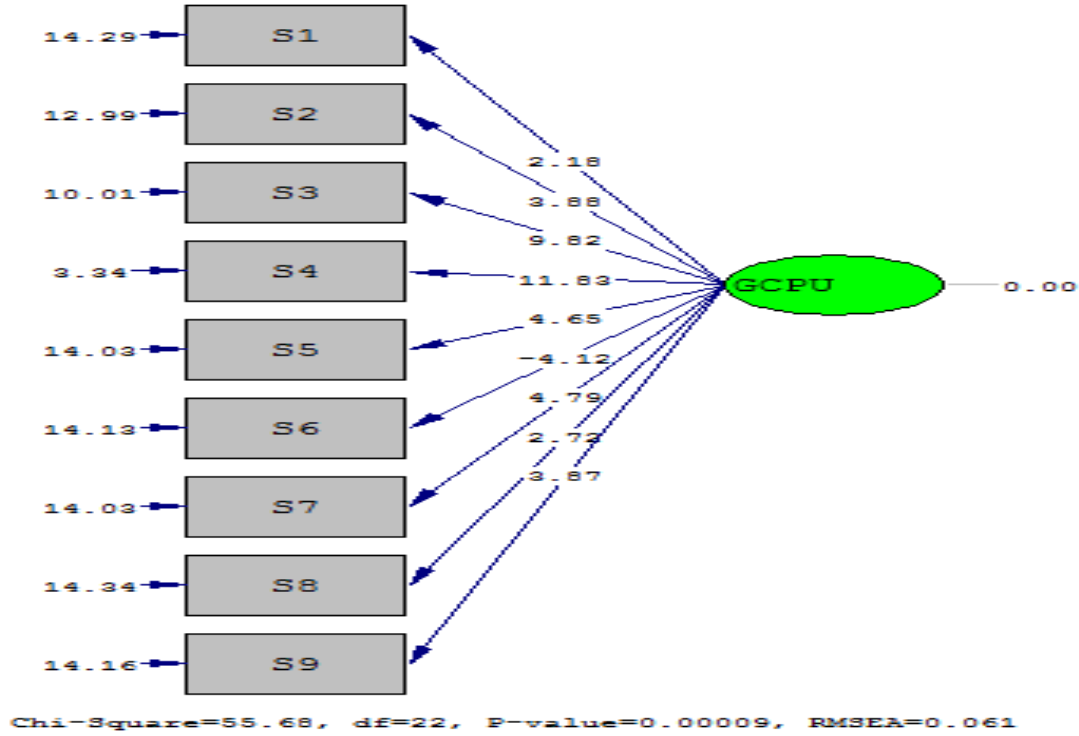 14.29 S1
12.99 S2
2.18
3.88
10.01 S3
9.82
3.34 S4 11.83 GCPU 0.00
4.65
14.03 S5
-4.12
4.79
14.13 S6
2.73
3.87
14.03 S7
14.34 S8
14.16 S9
Chi-Square=55.68, df=22, P-value=0.00009, RMSEA=0.061